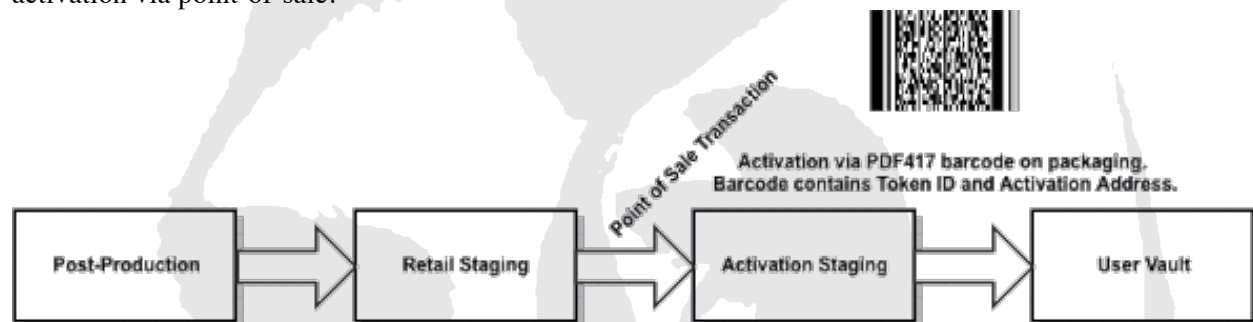 activation via point-of-sale.
Point of Sale Transaction
Activation via PDF417 barcode on packaging.
Barcode contains Token ID and Activation Address.
Post-Production
Retail Staging
Activation Staging
User Vault